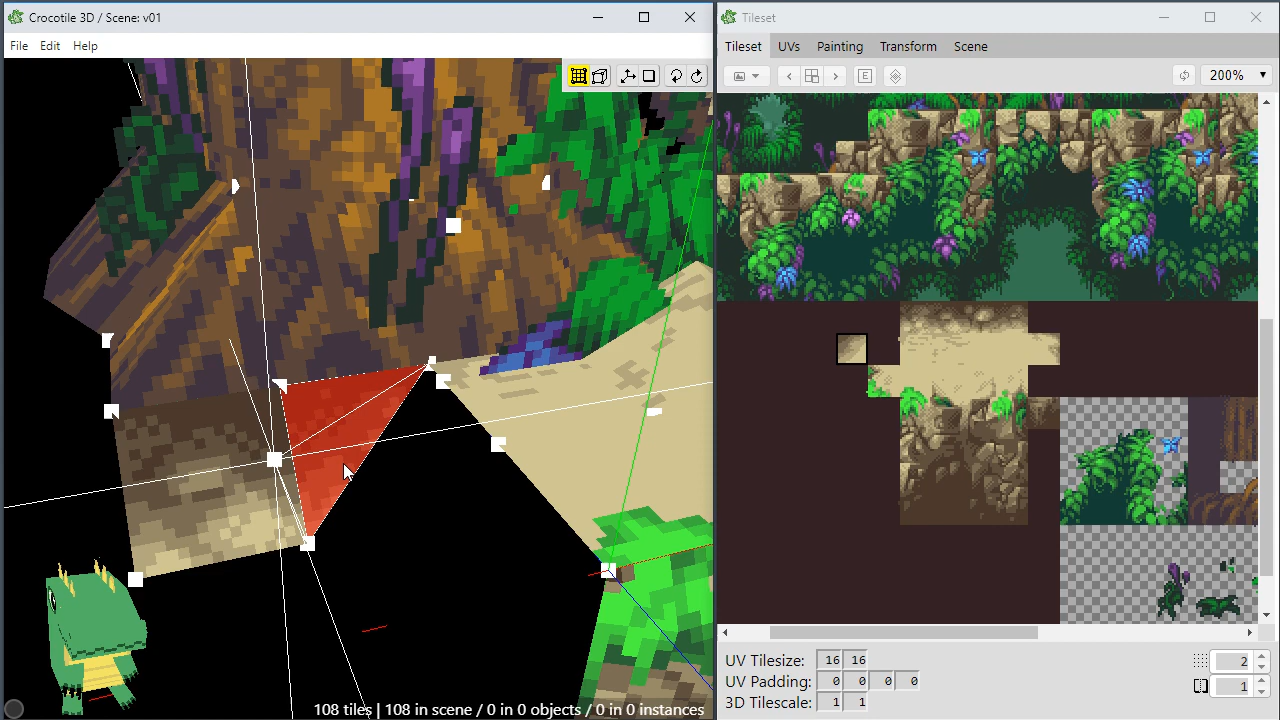 Crocotile 3D / Scene: v01
File Edit Help
108 tiles | 108 in scene / 0 in 0 objects / 0 in 0 instances
Tileset
Tileset UVs Painting Transform Scene
E
200%
UV Tilesize: 16 16
UV Padding: 0 0 0 0
3D Tilescale: 1 1
2
1